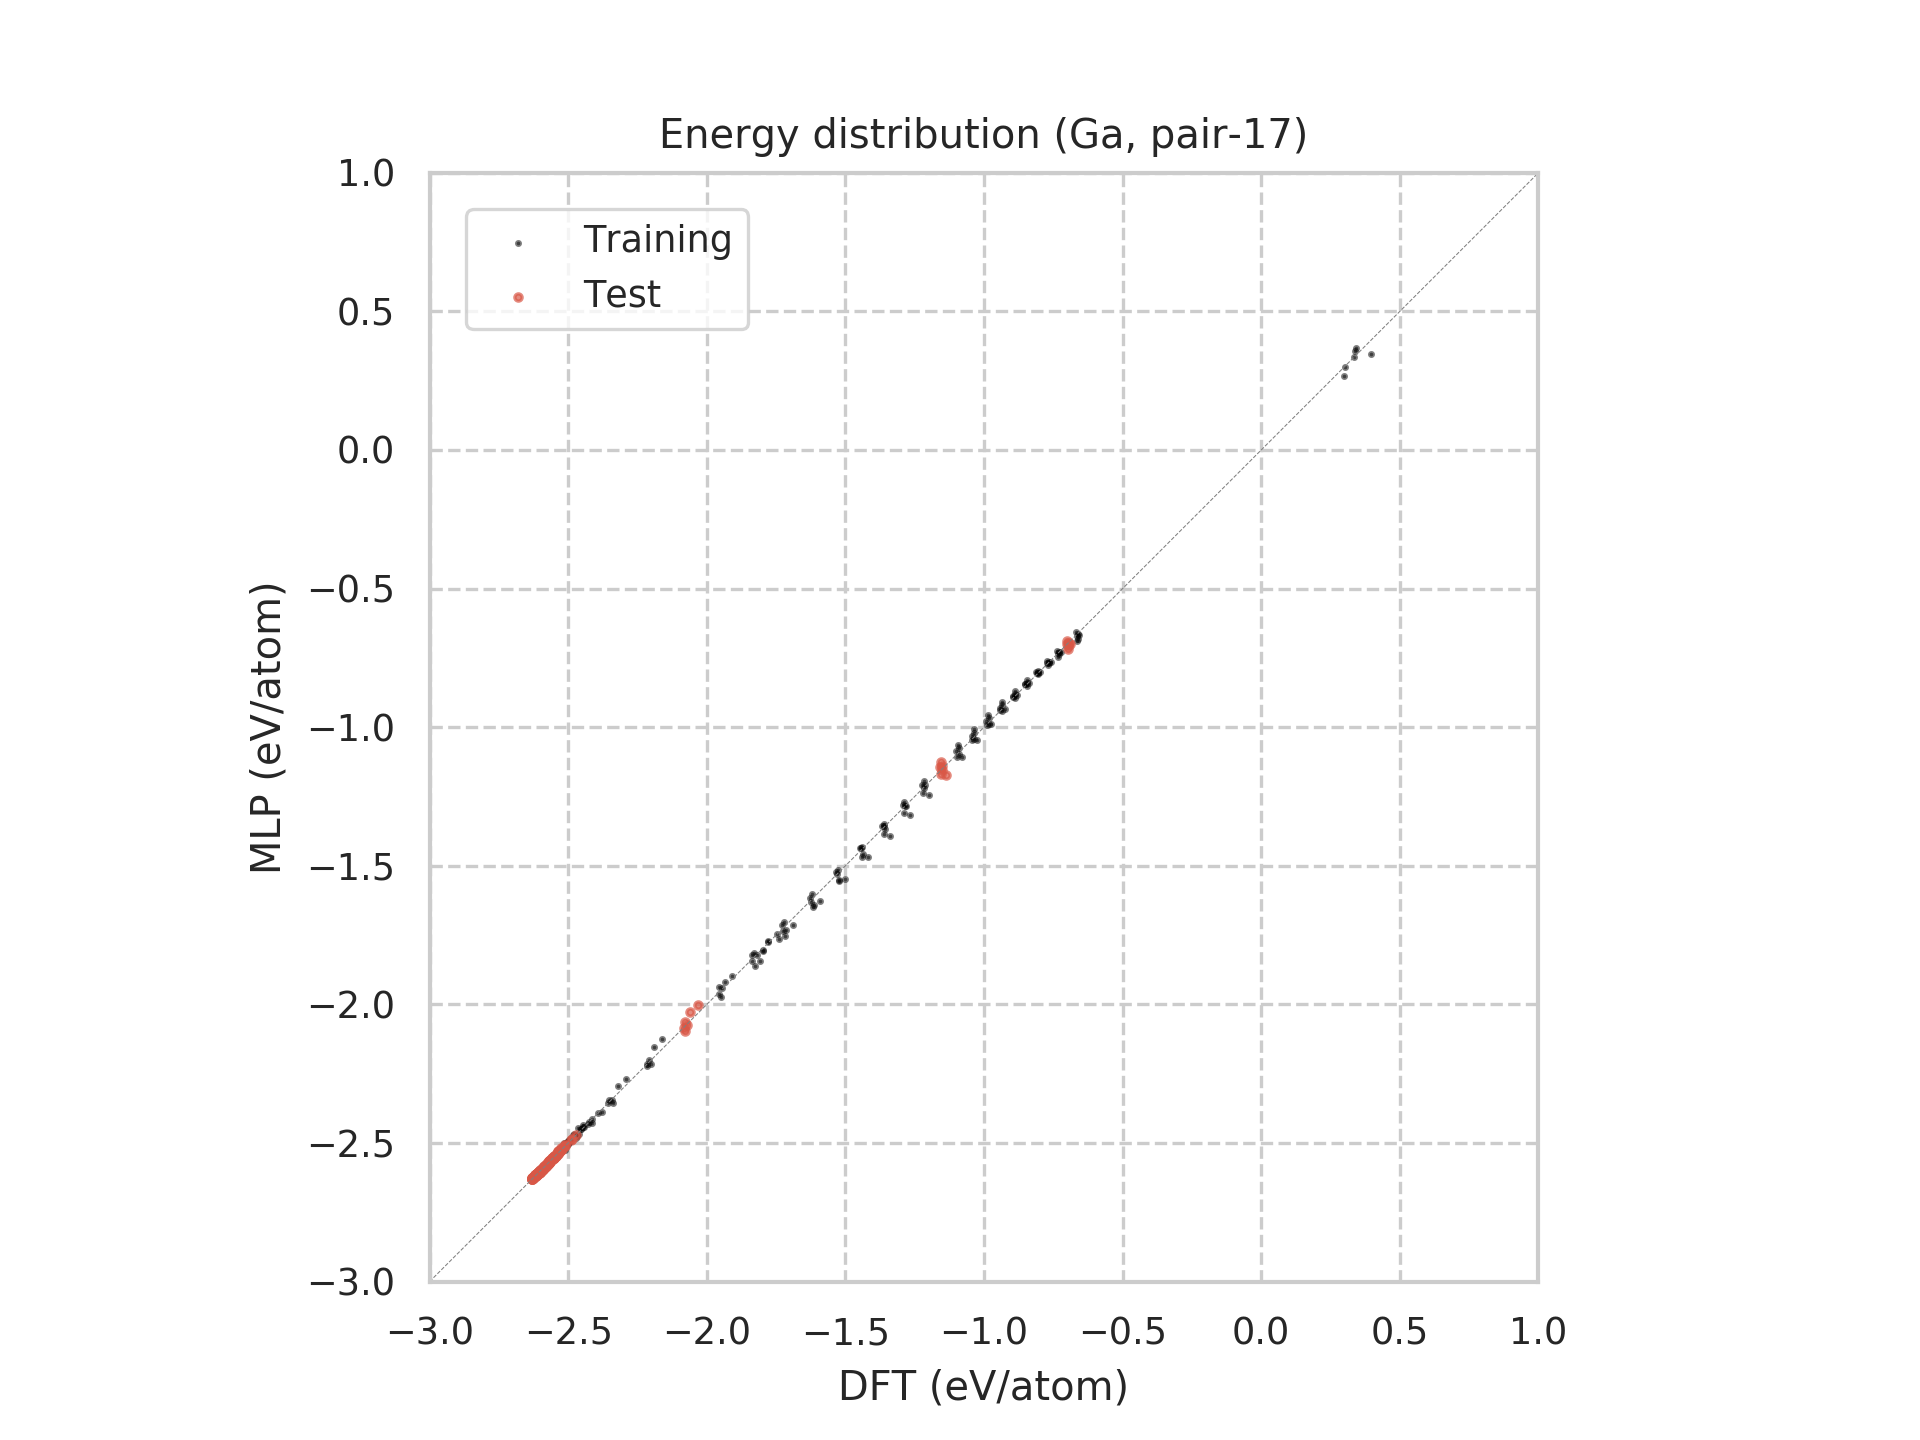 Energy distribution (Ga, pair-17)
1.0
0.5
0.0
−0.5
−1.0
−1.5
−2.0
−2.5
−3.0
MLP (eV/atom)
Training
Test
−3.0 −2.5 −2.0 −1.5 −1.0 −0.5 0.0 0.5 1.0
DFT (eV/atom)